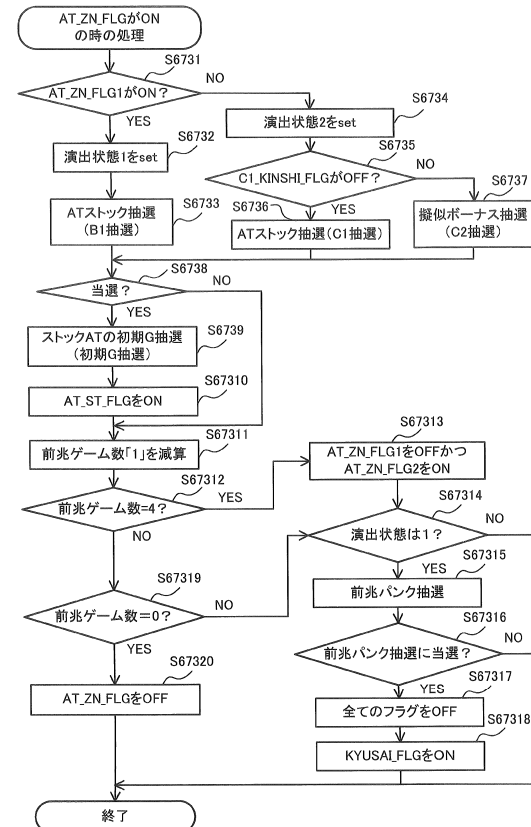 AT_ZN_FLGがON
の時の処理
S6731
AT_ZN_FLG1がON?
NO
YES
S6732
演出状態1をset
S6733
ATストック抽選
(B1抽選)
S6734
演出状態2をset
S6735
C1_KINSHI_FLGがOFF?
NO
YES
S6736
ATストック抽選(C1抽選)
S6737
擬似ボーナス抽選
(C2抽選)
S6738
当選?
NO
YES
S6739
ストックATの初期G抽選
(初期G抽選)
S67310
AT_ST_FLGをON
S67311
前兆ゲーム数「1」を減算
S67312
前兆ゲーム数=4?
YES
NO
S67313
AT_ZN_FLG1をOFFかつ
AT_ZN_FLG2をON
S67314
演出状態は1?
NO
YES
S67315
前兆パンク抽選
S67316
前兆パンク抽選に当選?
NO
YES
S67317
全てのフラグをOFF
S67318
KYUSAI_FLGをON
S67319
前兆ゲーム数=0?
NO
YES
S67320
AT_ZN_FLGをOFF
終了